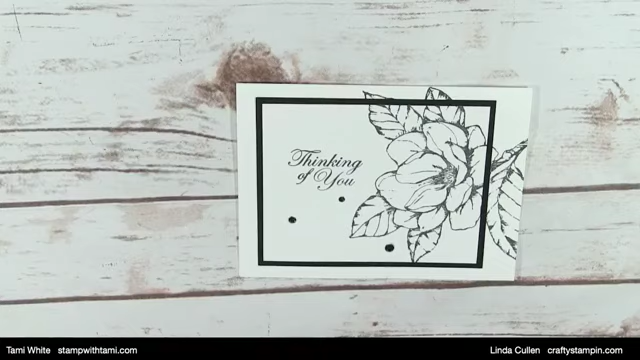 Thinking
of You
Tami White stampwithtami.com
Linda Cullen craftystampin.com